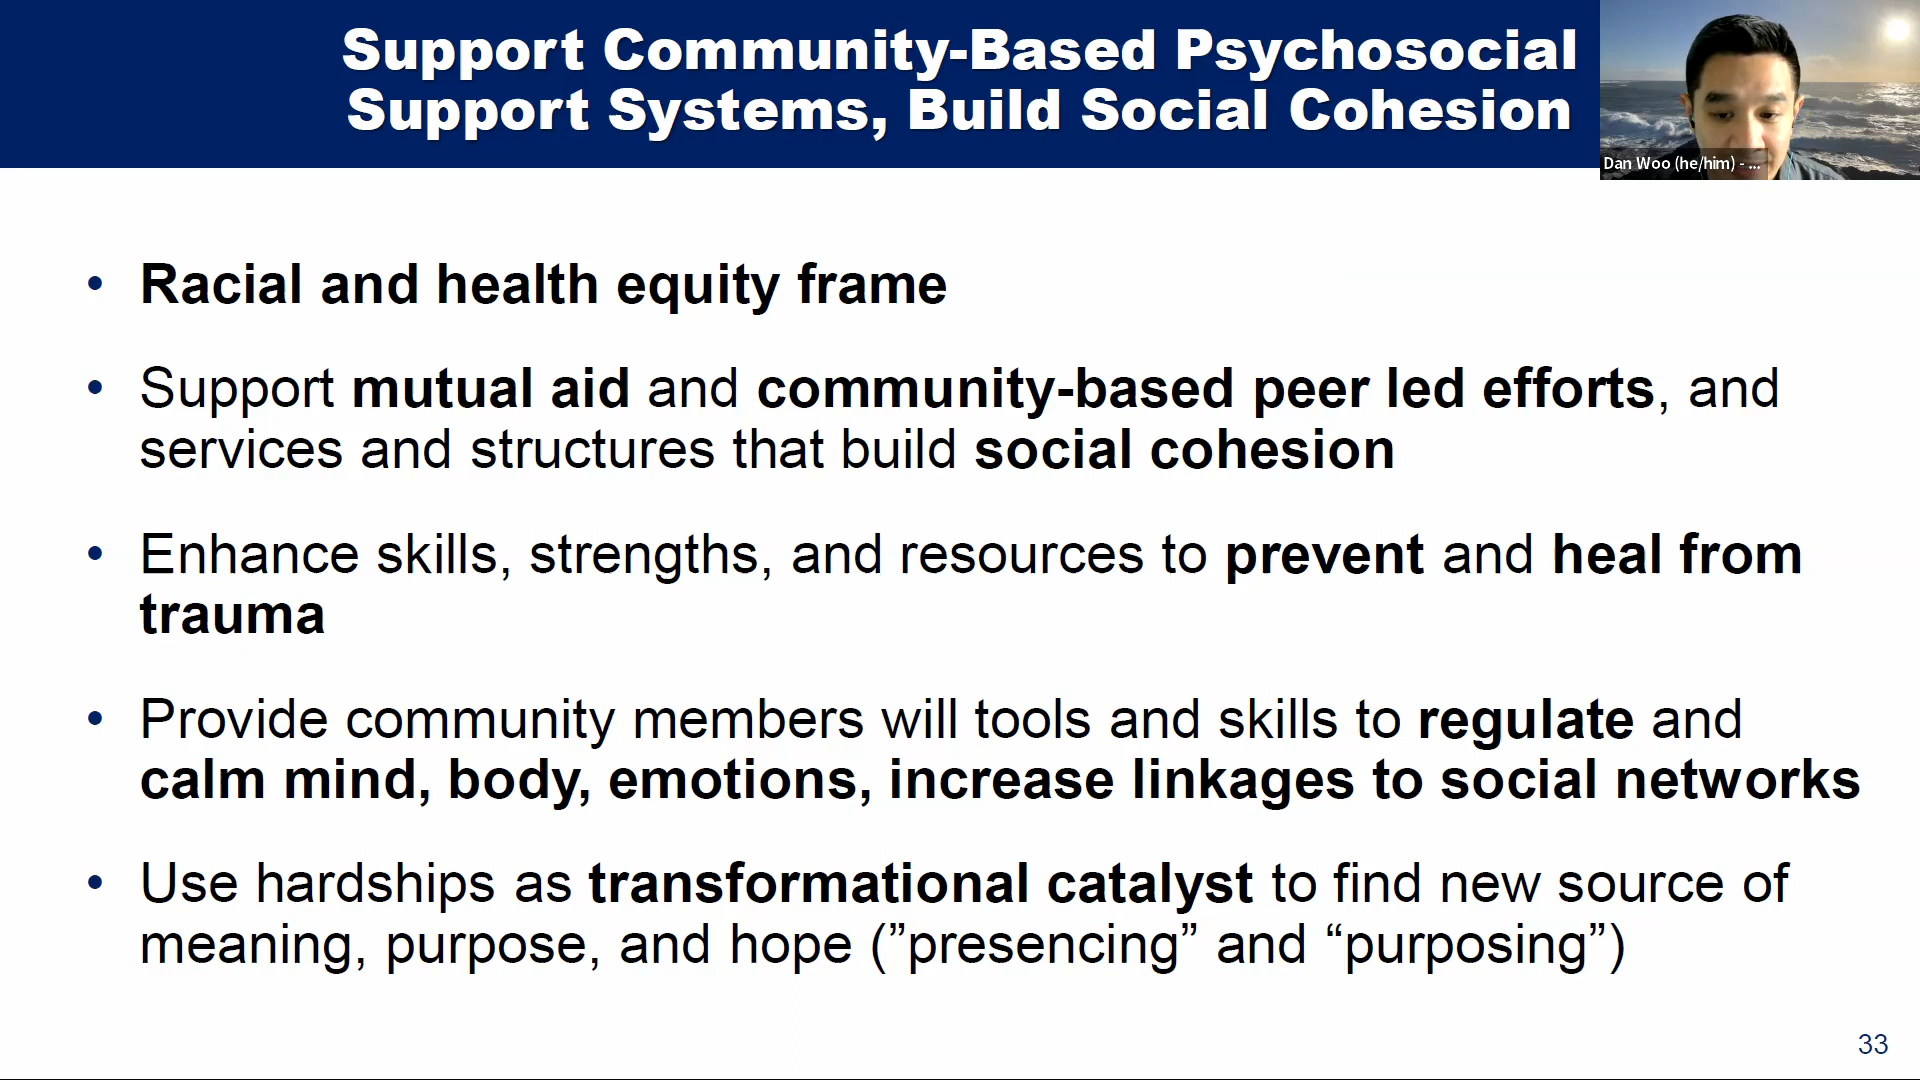 Support Community-Based Psychosocial
Support Systems, Build Social Cohesion
Dan Woo (he/him) - ...
• Racial and health equity frame
• Support mutual aid and community-based peer led efforts, and
services and structures that build social cohesion
• Enhance skills, strengths, and resources to prevent and heal from
trauma
• Provide community members will tools and skills to regulate and
calm mind, body, emotions, increase linkages to social networks
• Use hardships as transformational catalyst to find new source of
meaning, purpose, and hope (”presencing” and “purposing”)
33